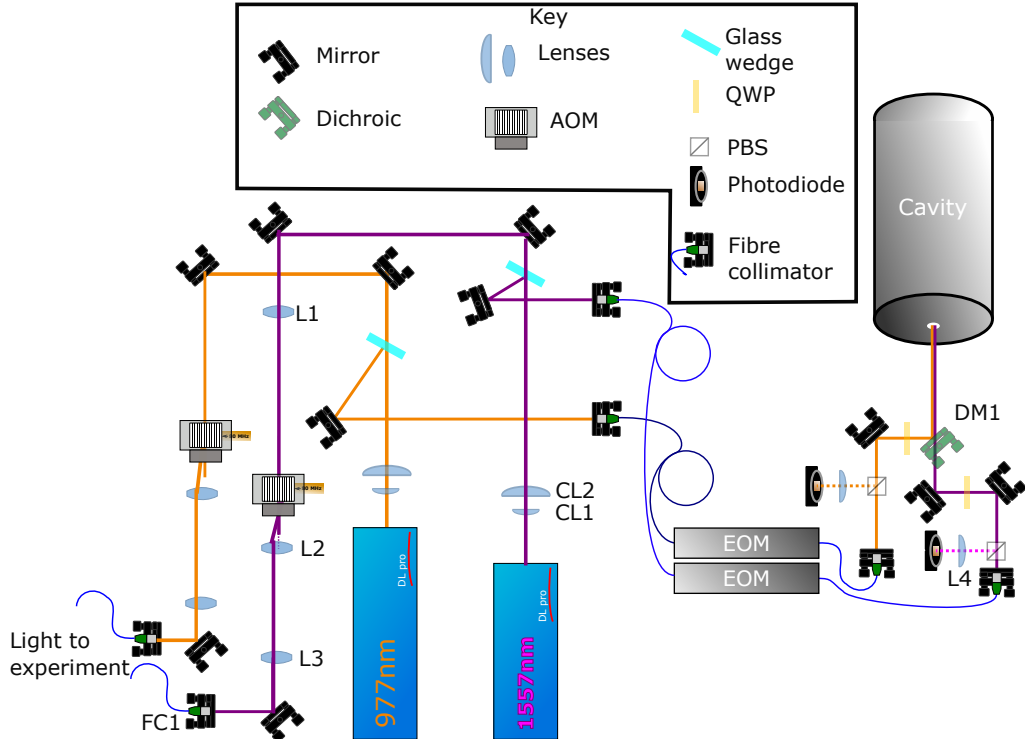 Key
Mirror
Lenses
Glass
wedge
Dichroic
AOM
QWP
PBS
Photodiode
Fibre
collimator
Cavity
L1
DM1
CL2
CL1
L2
EOM
EOM
L4
DL pro
DL pro
977nm
1557nm
Light to
experiment
L3
FC1